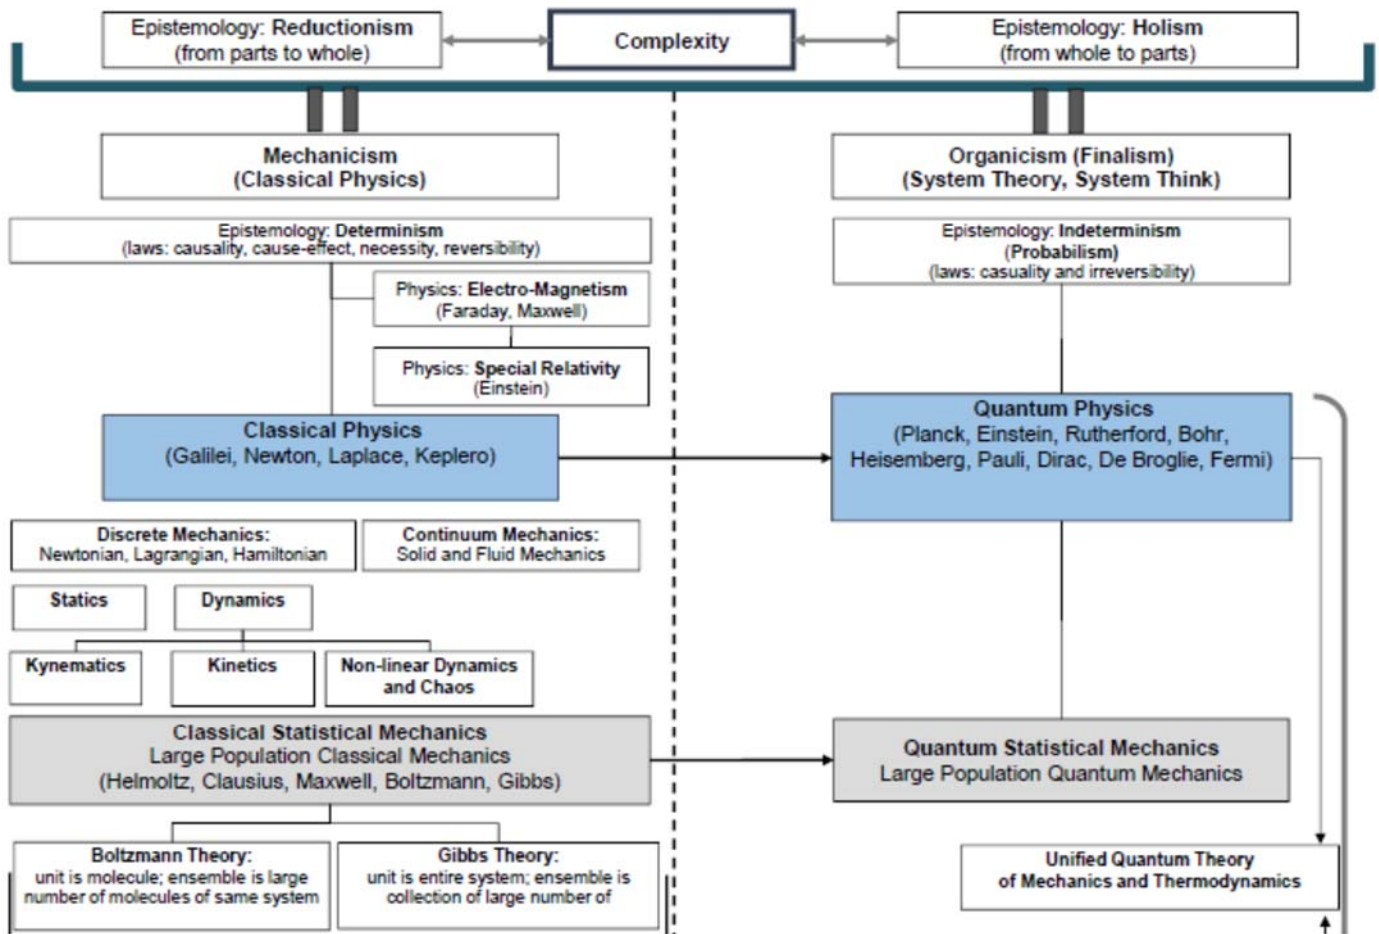 Epistemology: Reductionism
(from parts to whole)
Complexity
Epistemology: Holism
(from whole to parts)
Mechanicism
(Classical Physics)
Organicism (Finalism)
(System Theory, System Think)
Epistemology: Determinism
(laws: causality, cause-effect, necessity, reversibility)
Epistemology: Indeterminism
(Probabilism)
(laws: casuality and irreversibility)
Physics: Electro-Magnetism
(Faraday, Maxwell)
Physics: Special Relativity
(Einstein)
Classical Physics
(Galilei, Newton, Laplace, Keplero)
Quantum Physics
(Planck, Einstein, Rutherford, Bohr,
Heisemberg, Pauli, Dirac, De Broglie, Fermi)
Discrete Mechanics:
Newtonian, Lagrangian, Hamiltonian
Continuum Mechanics:
Solid and Fluid Mechanics
Statics
Dynamics
Kynematics
Kinetics
Non-linear Dynamics
and Chaos
Classical Statistical Mechanics
Large Population Classical Mechanics
(Helmoltz, Clausius, Maxwell, Boltzmann, Gibbs)
Quantum Statistical Mechanics
Large Population Quantum Mechanics
Boltzmann Theory:
unit is molecule; ensemble is large
number of molecules of same system
Gibbs Theory:
unit is entire system; ensemble is
collection of large number of
Unified Quantum Theory
of Mechanics and Thermodynamics